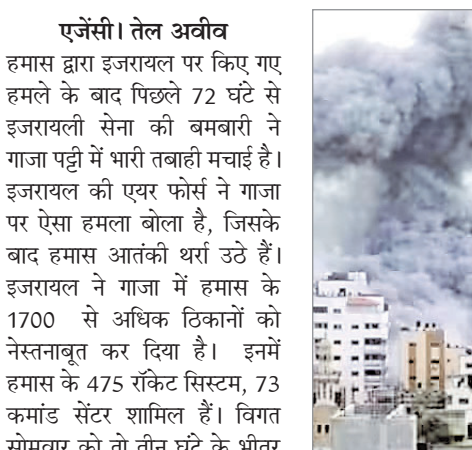 एजेंसी। तेल अवीव
हमास द्वारा इजरायल पर किए गए
हमले के बाद पिछले 72 घंटे से
इजरायली सेना की बमबारी ने
गाजा पट्टी में भारी तबाही मचाई है।
इजरायल की एयर फोर्स ने गाजा
पर ऐसा हमला बोला है, जिसके
बाद हमास आतंकी थर्रा उठे हैं।
इजरायल ने गाजा में हमास के
1700 से अधिक ठिकानों को
नेस्तनाबूत कर दिया है। इनमें
हमास के 475 रॉकेट सिस्टम, 73
कमांड सेंटर शामिल हैं। विगत
सोमवार को तो तीन घंटे के भीतर